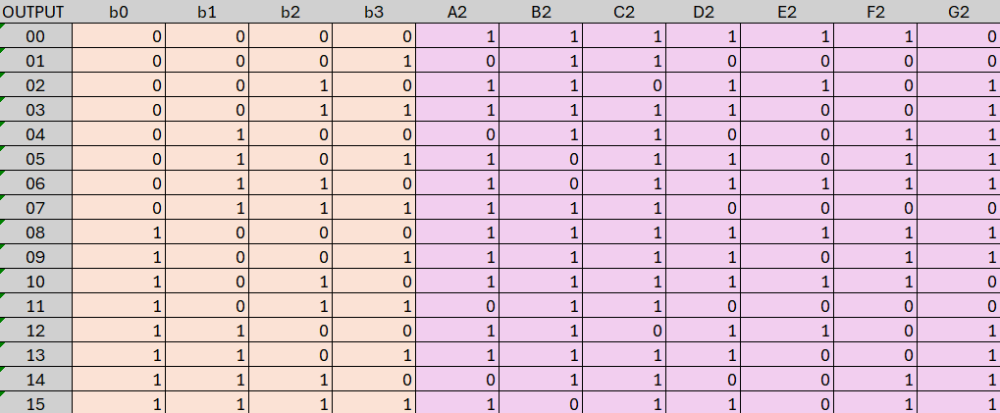 OUTPUT b0 b1 b2 b3 A2 B2 C2 D2 E2 F2 G2
00 0 0 0 0 1 1 1 1 1 1 0
01 0 0 0 1 0 1 1 0 0 0 0
02 0 0 1 0 1 1 0 1 1 0 1
03 0 0 1 1 1 1 1 1 0 0 1
04 0 1 0 0 0 1 1 0 0 1 1
05 0 1 0 1 1 0 1 1 0 1 1
06 0 1 1 0 1 0 1 1 1 1 1
07 0 1 1 1 1 1 1 0 0 0 0
08 1 0 0 0 1 1 1 1 1 1 1
09 1 0 0 1 1 1 1 1 0 1 1
10 1 0 1 0 1 1 1 1 1 1 0
11 1 0 1 1 0 1 1 0 0 0 0
12 1 1 0 0 1 1 0 1 1 0 1
13 1 1 0 1 1 1 1 1 0 0 1
14 1 1 1 0 0 1 1 0 0 1 1
15 1 1 1 1 1 0 1 1 0 1 1